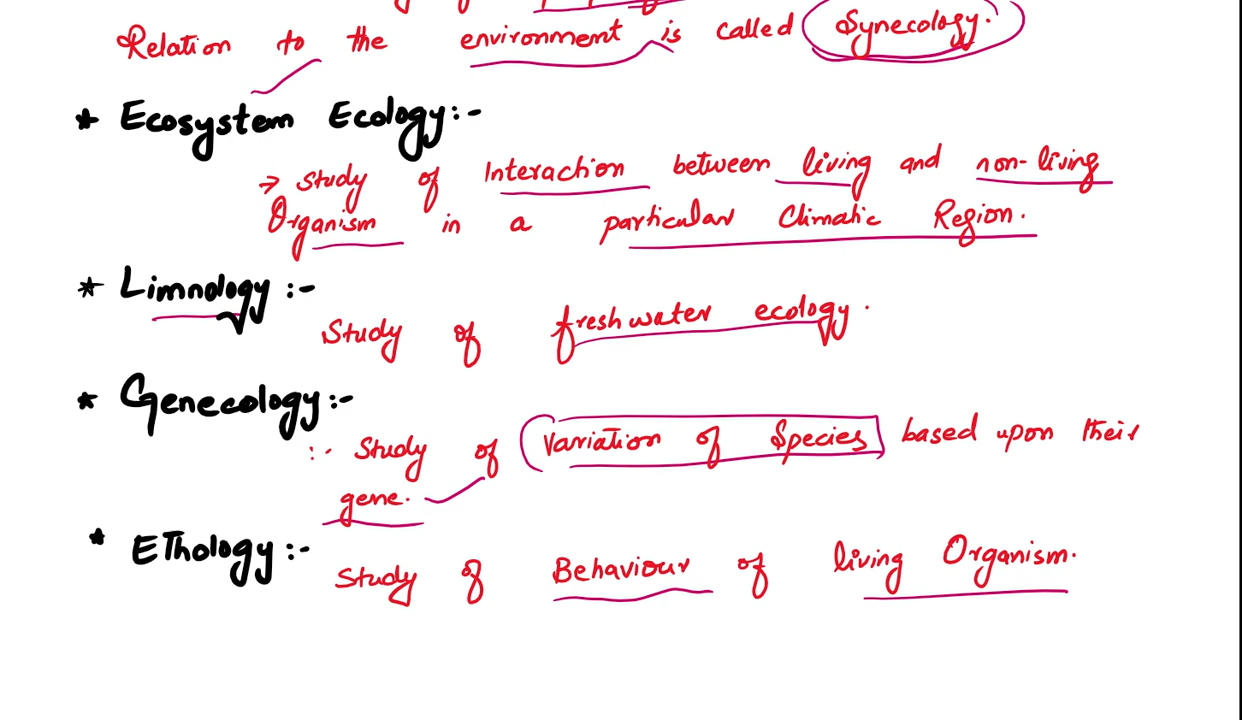 Relation to the environment is called Synecology.
* Ecosystem Ecology:-
→ Study of Interaction between living and non-living
Organism in a particular Climatic Region.
* Limnology :-
Study of freshwater ecology.
* Genecology:-
:- Study of Variation of Species based upon their
gene.
* EThology:-
Study of Behaviour of living Organism.